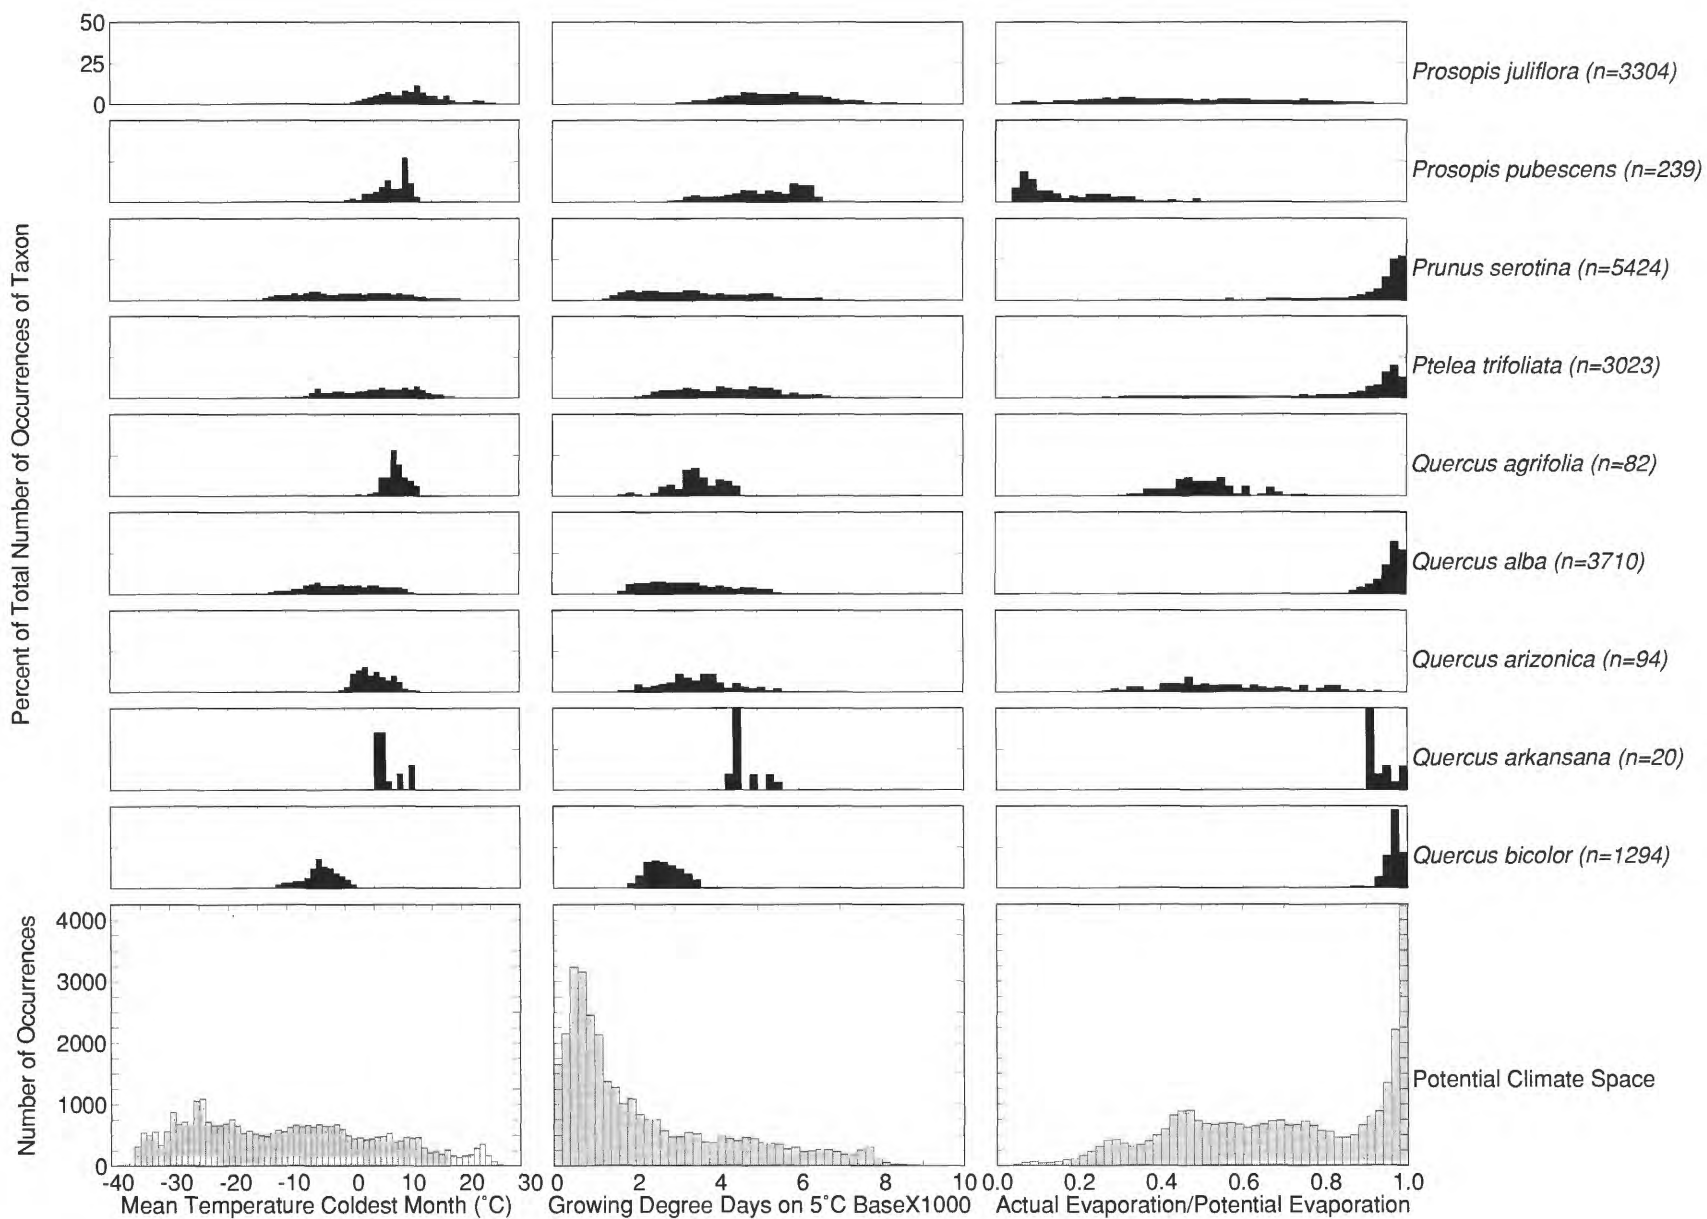 50
25
0
Prosopis juliflora (n=3304)
Prosopis pubescens (n=239)
Prunus serotina (n=5424)
Ptelea trifoliata (n=3023)
Quercus agrifolia (n=82)
Quercus alba (n=3710)
Quercus arizonica (n=94)
Quercus arkansana (n=20)
Quercus bicolor (n=1294)
Percent of Total Number of Occurrences of Taxon
4000
3000
2000
1000
0
Number of Occurrences
Potential Climate Space
-40 -30 -20 -10 0 10 20 30
0 2 4 6 8 10
0.0 0.2 0.4 0.6 0.8 1.0
Mean Temperature Coldest Month (°C)
Growing Degree Days on 5°C BaseX1000
Actual Evaporation/Potential Evaporation